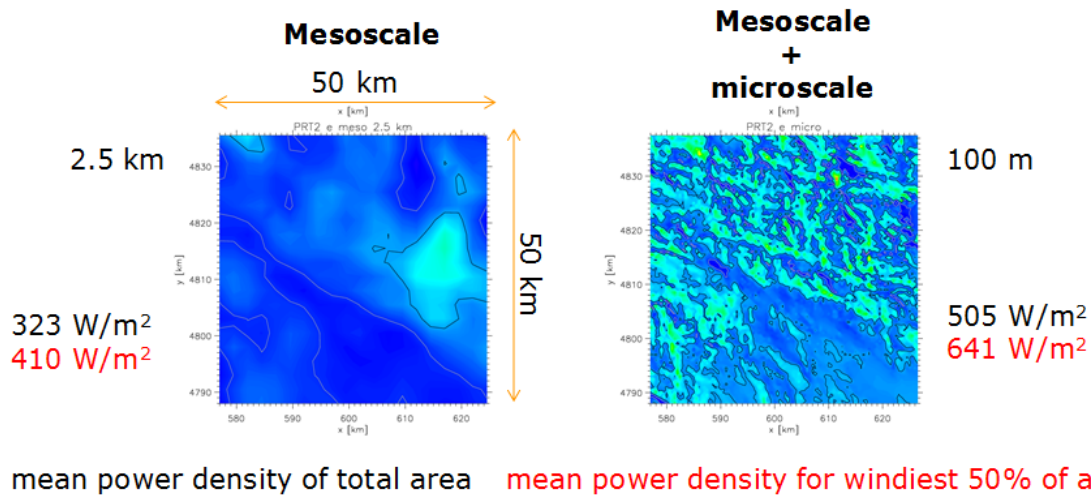 Mesoscale
50 km
x [km]
PRT2 e meso 2.5 km
2.5 km
4830
4820
4810
4800
4790
y [km]
580 590 600 610 620
x [km]
50 km
323 W/m²
410 W/m²
Mesoscale
+
microscale
x [km]
PRT2 e micro
100 m
4830
4820
4810
4800
4790
y [km]
580 590 600 610 620
x [km]
505 W/m²
641 W/m²
mean power density of total area
mean power density for windiest 50% of a